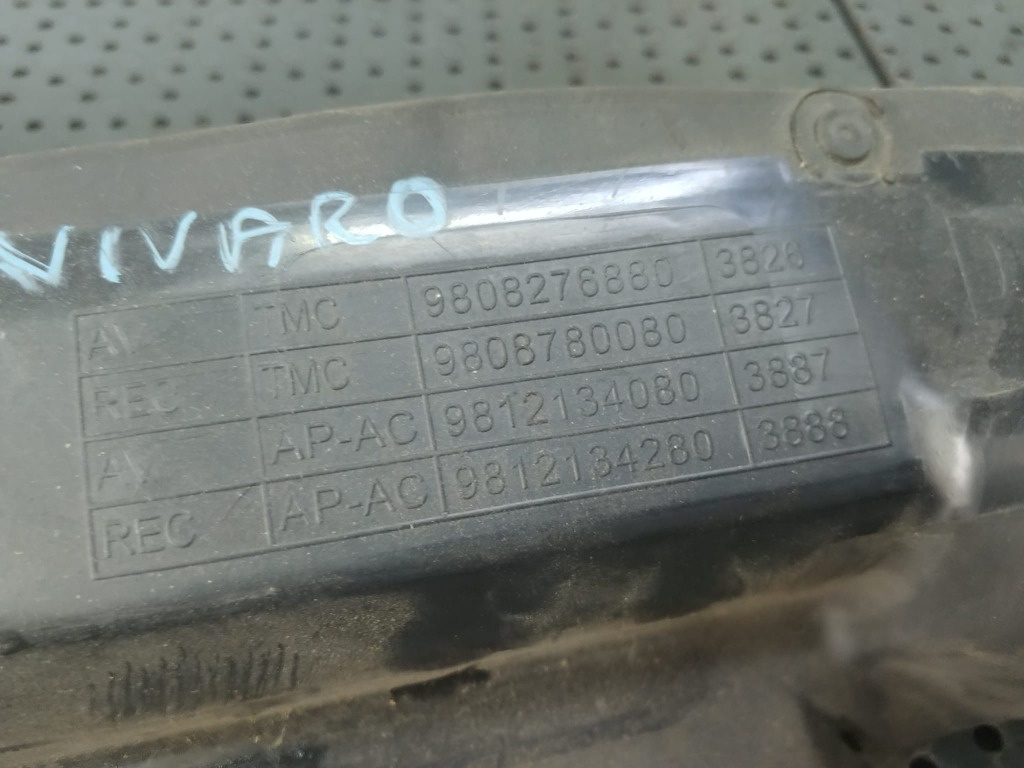 VIVARO
AV TMC 9808276880 3826
REC TMC 9808780080 3827
AV AP-AC 9812134080 3887
REC AP-AC 9812134280 3888